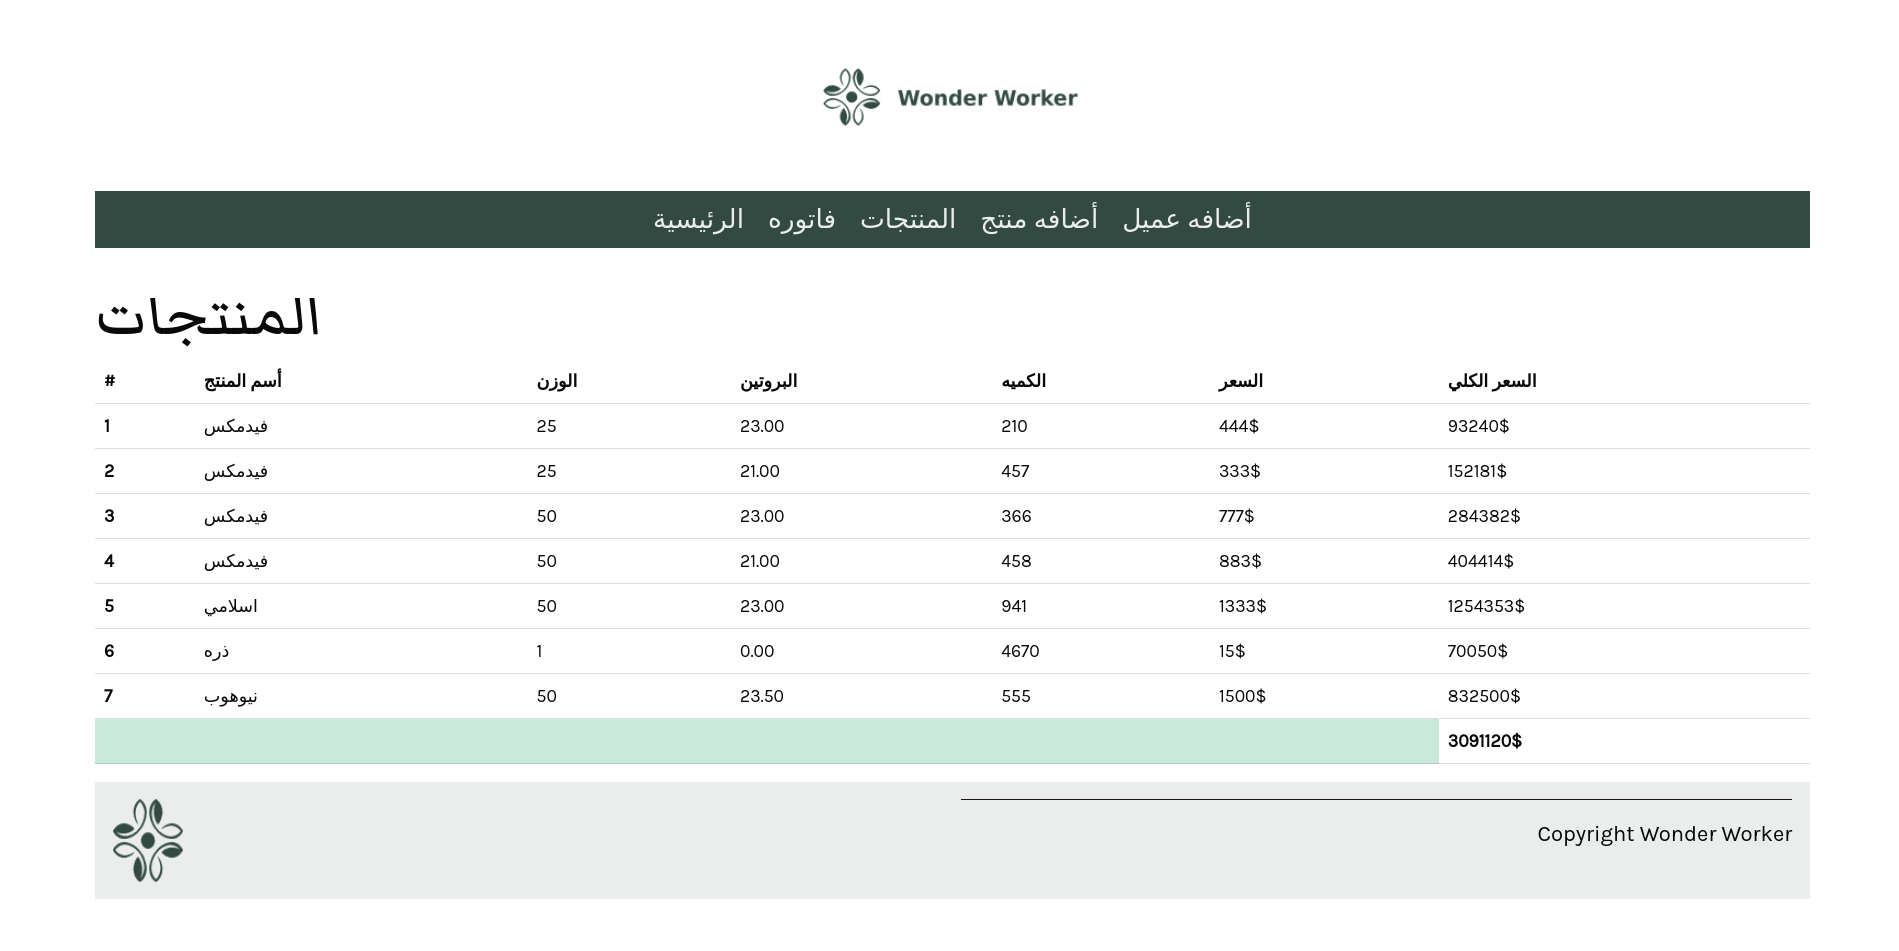 Wonder Worker
الرئيسية فاتوره المنتجات أضافه منتج أضافه عميل
المنتجات
# أسم المنتج الوزن البروتين الكميه السعر السعر الكلي
1 فيدمكس 25 23.00 210 444$ 93240$
2 فيدمكس 25 21.00 457 333$ 152181$
3 فيدمكس 50 23.00 366 777$ 284382$
4 فيدمكس 50 21.00 458 883$ 404414$
5 اسلامي 50 23.00 941 1333$ 1254353$
6 ذره 1 0.00 4670 15$ 70050$
7 نيوهوب 50 23.50 555 1500$ 832500$
3091120$
Copyright Wonder Worker